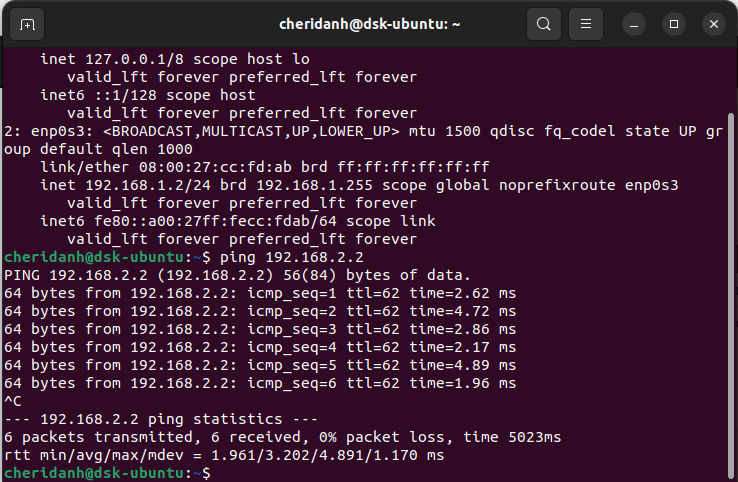 cheridanh@dsk-ubuntu: ~
inet 127.0.0.1/8 scope host lo
valid_lft forever preferred_lft forever
inet6 ::1/128 scope host
valid_lft forever preferred_lft forever
2: enp0s3: <BROADCAST,MULTICAST,UP,LOWER_UP> mtu 1500 qdisc fq_codel state UP gr
oup default qlen 1000
link/ether 08:00:27:cc:fd:ab brd ff:ff:ff:ff:ff:ff
inet 192.168.1.2/24 brd 192.168.1.255 scope global noprefixroute enp0s3
valid_lft forever preferred_lft forever
inet6 fe80::a00:27ff:fecc:fdab/64 scope link
valid_lft forever preferred_lft forever
cheridanh@dsk-ubuntu:~$ ping 192.168.2.2
PING 192.168.2.2 (192.168.2.2) 56(84) bytes of data.
64 bytes from 192.168.2.2: icmp_seq=1 ttl=62 time=2.62 ms
64 bytes from 192.168.2.2: icmp_seq=2 ttl=62 time=4.72 ms
64 bytes from 192.168.2.2: icmp_seq=3 ttl=62 time=2.86 ms
64 bytes from 192.168.2.2: icmp_seq=4 ttl=62 time=2.17 ms
64 bytes from 192.168.2.2: icmp_seq=5 ttl=62 time=4.89 ms
64 bytes from 192.168.2.2: icmp_seq=6 ttl=62 time=1.96 ms
^C
--- 192.168.2.2 ping statistics ---
6 packets transmitted, 6 received, 0% packet loss, time 5023ms
rtt min/avg/max/mdev = 1.961/3.202/4.891/1.170 ms
cheridanh@dsk-ubuntu:~$